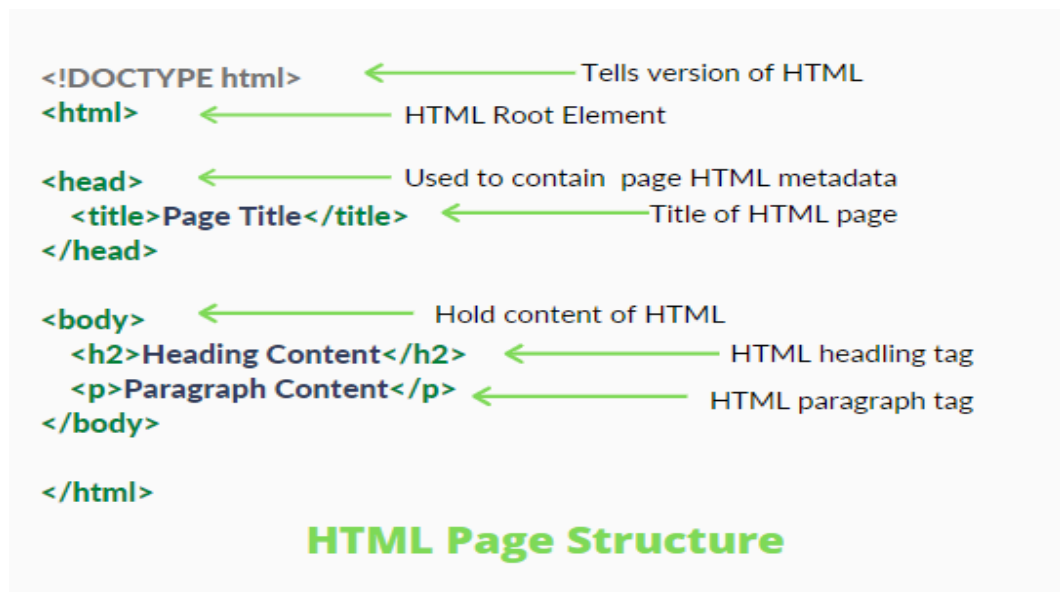 <!DOCTYPE html> Tells version of HTML
<html> HTML Root Element
<head> Used to contain page HTML metadata
<title>Page Title</title> Title of HTML page
</head>
<body> Hold content of HTML
<h2>Heading Content</h2> HTML headling tag
<p>Paragraph Content</p> HTML paragraph tag
</body>
</html>
HTML Page Structure